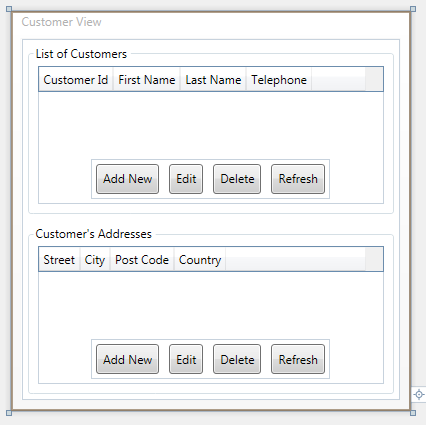 Customer View
List of Customers
Customer Id First Name Last Name Telephone
Add New Edit Delete Refresh
Customer's Addresses
Street City Post Code Country
Add New Edit Delete Refresh